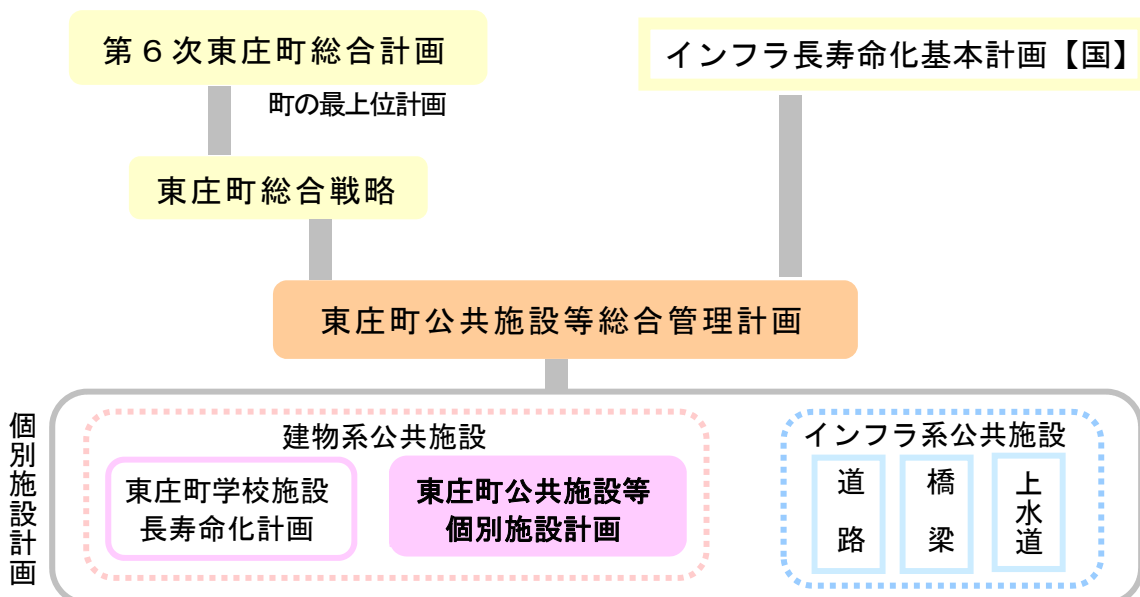 第6次東庄町総合計画
インフラ長寿命化基本計画【国】
町の最上位計画
東庄町総合戦略
東庄町公共施設等総合管理計画
個別施設計画
建物系公共施設
東庄町学校施設
長寿命化計画
東庄町公共施設等
個別施設計画
インフラ系公共施設
道路
橋梁
上水道